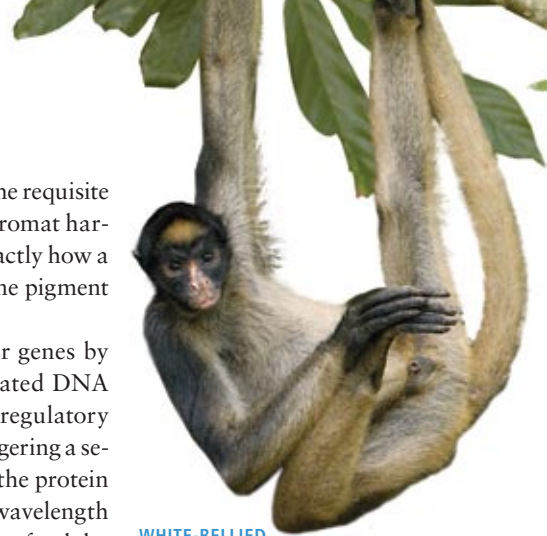 he requisite
romat har-
actly how a
he pigment
r genes by
ated DNA
regulatory
gering a se-
the protein
wavelength
WHITE-BELLIED